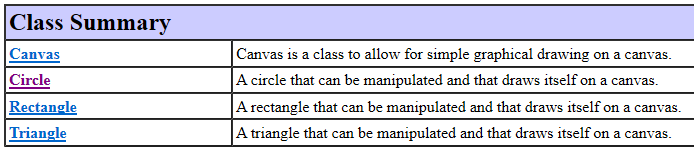 Class Summary
Canvas Canvas is a class to allow for simple graphical drawing on a canvas.
Circle A circle that can be manipulated and that draws itself on a canvas.
Rectangle A rectangle that can be manipulated and that draws itself on a canvas.
Triangle A triangle that can be manipulated and that draws itself on a canvas.